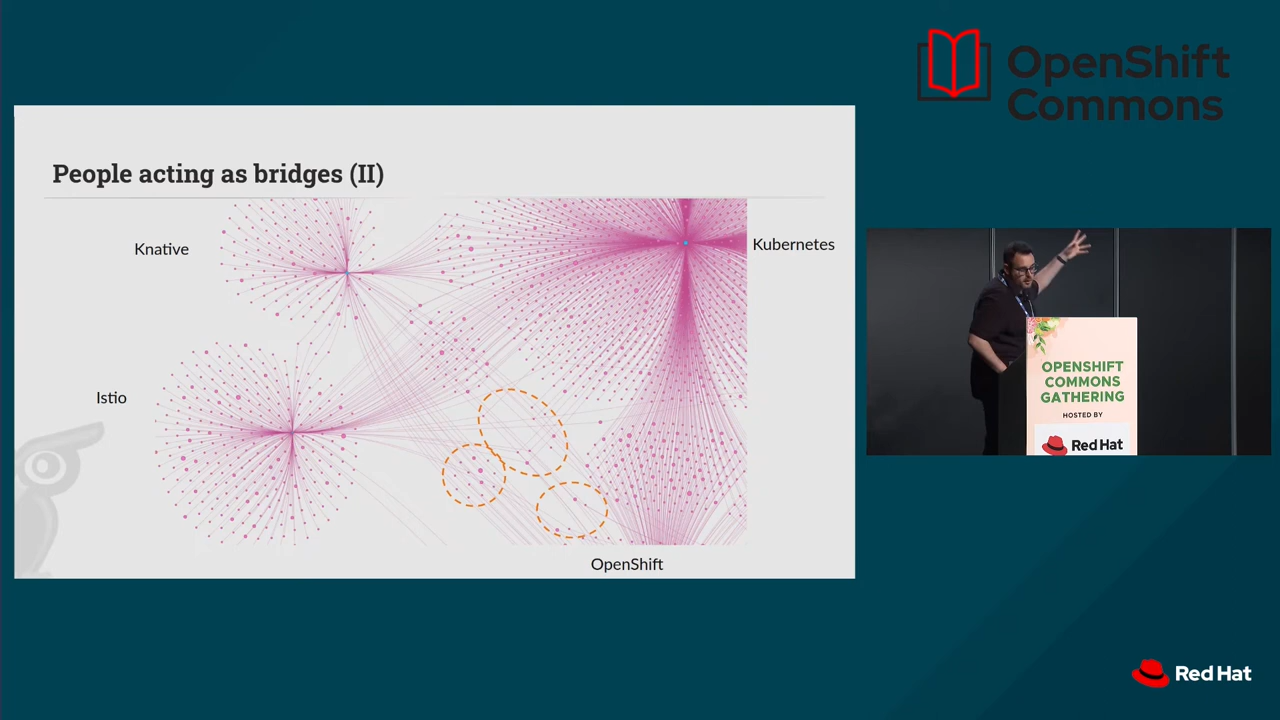 OpenShift
Commons
People acting as bridges (II)
Knative
Kubernetes
Istio
OpenShift
OPENSHIFT
COMMONS
GATHERING
HOSTED BY
Red Hat
Red Hat